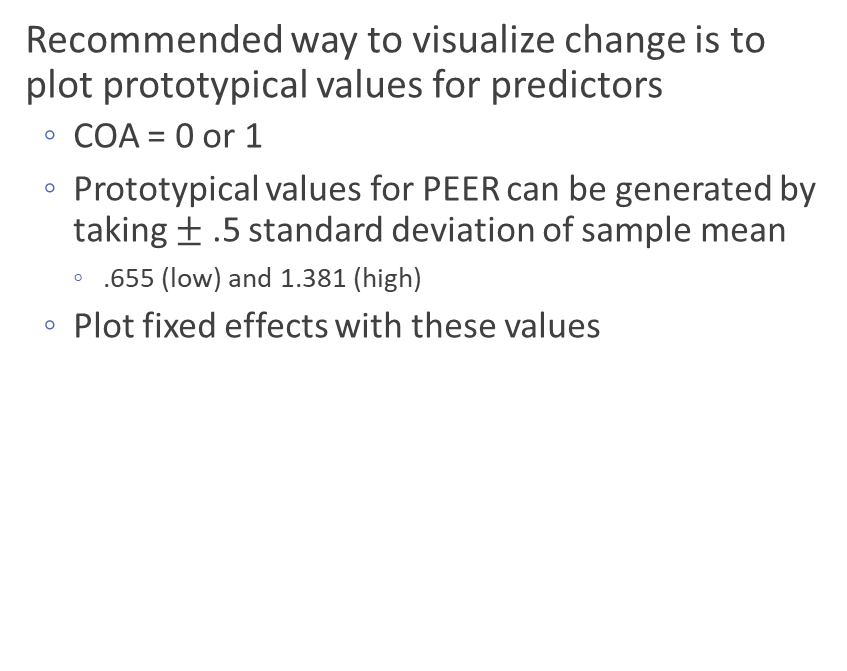 Recommended way to visualize change is to
plot prototypical values for predictors
◦ COA = 0 or 1
◦ Prototypical values for PEER can be generated by
taking ± .5 standard deviation of sample mean
◦ .655 (low) and 1.381 (high)
◦ Plot fixed effects with these values